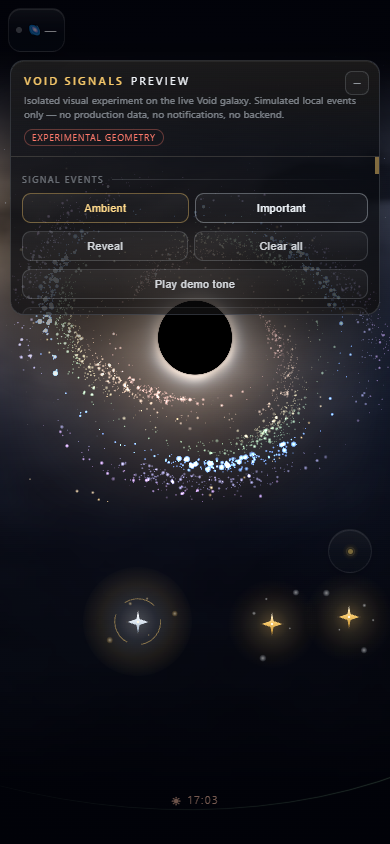 VOID SIGNALS PREVIEW
Isolated visual experiment on the live Void galaxy. Simulated local events
only — no production data, no notifications, no backend.
EXPERIMENTAL GEOMETRY
SIGNAL EVENTS
Ambient
Important
Reveal
Clear all
Play demo tone
17:03